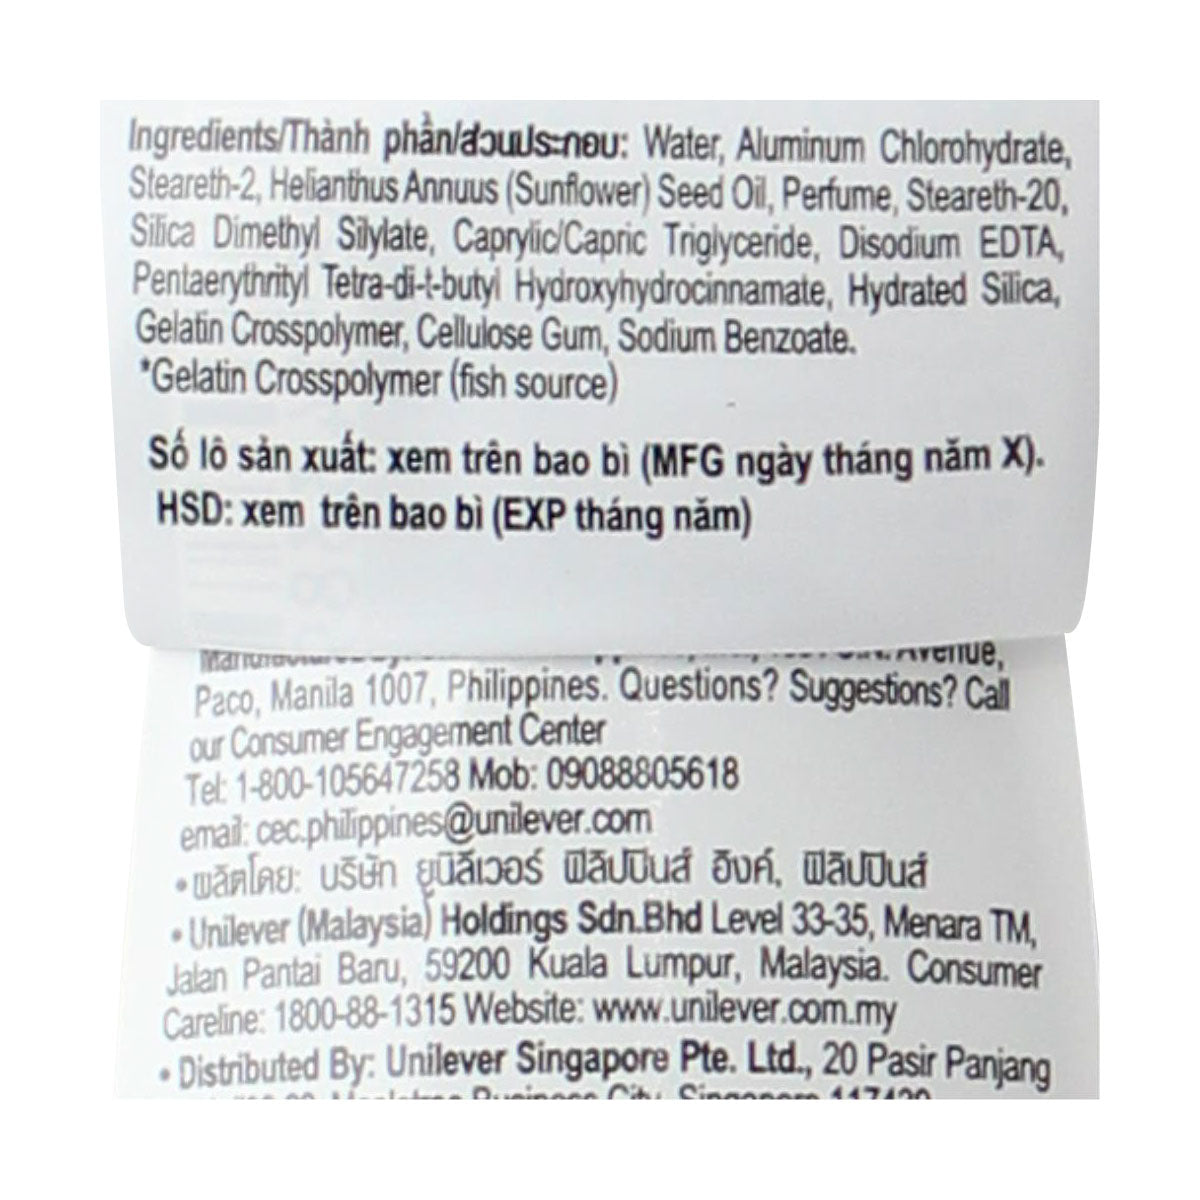 Ingredients/Thành phần/ส่วนประกอบ: Water, Aluminum Chlorohydrate,
Steareth-2, Helianthus Annuus (Sunflower) Seed Oil, Perfume, Steareth-20,
Silica Dimethyl Silylate, Caprylic/Capric Triglyceride, Disodium EDTA,
Pentaerythrityl Tetra-di-t-butyl Hydroxyhydrocinnamate, Hydrated Silica,
Gelatin Crosspolymer, Cellulose Gum, Sodium Benzoate.
*Gelatin Crosspolymer (fish source)
Số lô sản xuất: xem trên bao bì (MFG ngày tháng năm X).
HSD: xem trên bao bì (EXP tháng năm)
Avenue,
Paco, Manila 1007, Philippines. Questions? Suggestions? Call
our Consumer Engagement Center
Tel: 1-800-105647258 Mob: 09088805618
email: cec.philippines@unilever.com
• ผลิตโดย: บริษัท ยูนิลีเวอร์ ฟิลิปปินส์ อิงค์, ฟิลิปปินส์
• Unilever (Malaysia) Holdings Sdn.Bhd Level 33-35, Menara TM,
Jalan Pantai Baru, 59200 Kuala Lumpur, Malaysia. Consumer
Careline: 1800-88-1315 Website: www.unilever.com.my
• Distributed By: Unilever Singapore Pte. Ltd., 20 Pasir Panjang
Business City, Singapore 117439